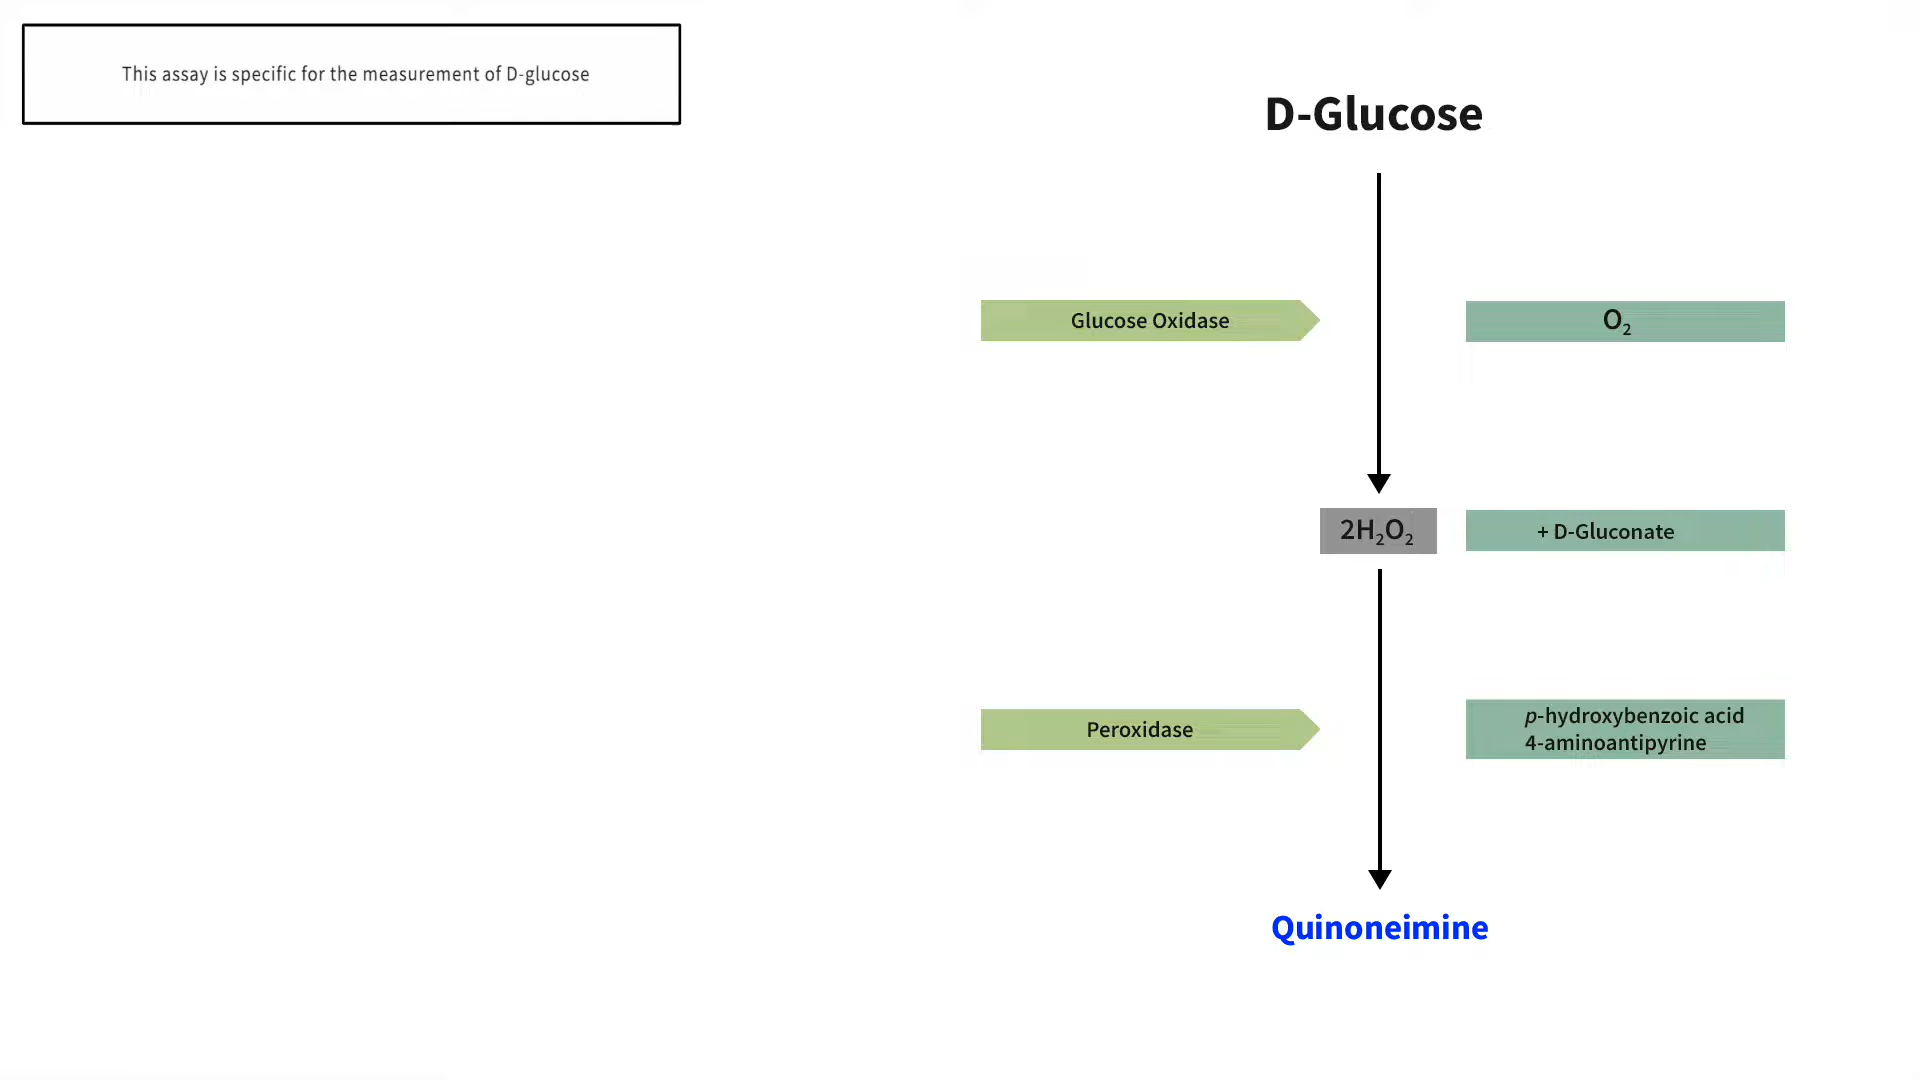 This assay is specific for the measurement of D-glucose
D-Glucose
Glucose Oxidase
O₂
2H₂O₂
+ D-Gluconate
Peroxidase
p-hydroxybenzoic acid
4-aminoantipyrine
Quinoneimine